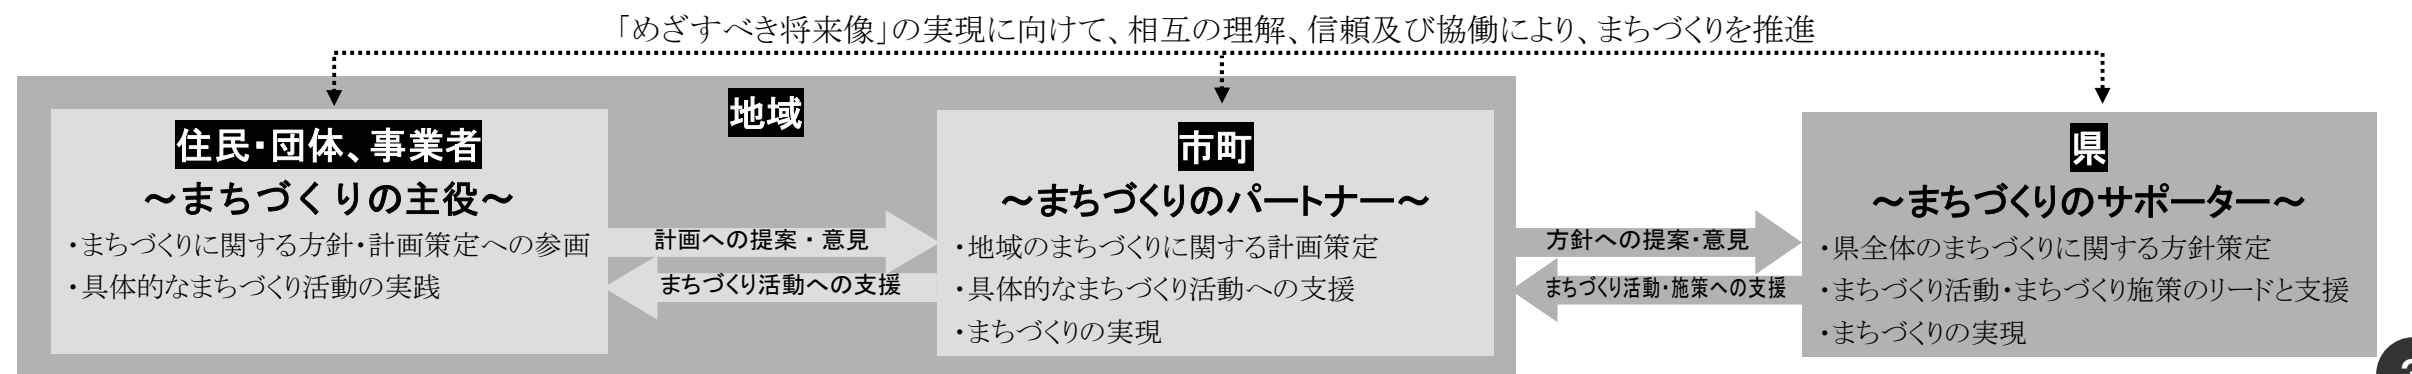 「めざすべき将来像」の実現に向けて、相互の理解、信頼及び協働により、まちづくりを推進
地域
住民・団体、事業者
～まちづくりの主役～
・まちづくりに関する方針・計画策定への参画
・具体的なまちづくり活動の実践
計画への提案・意見
まちづくり活動への支援
市町
～まちづくりのパートナー～
・地域のまちづくりに関する計画策定
・具体的なまちづくり活動への支援
・まちづくりの実現
方針への提案・意見
まちづくり活動・施策への支援
県
～まちづくりのサポーター～
・県全体のまちづくりに関する方針策定
・まちづくり活動・まちづくり施策のリードと支援
・まちづくりの実現